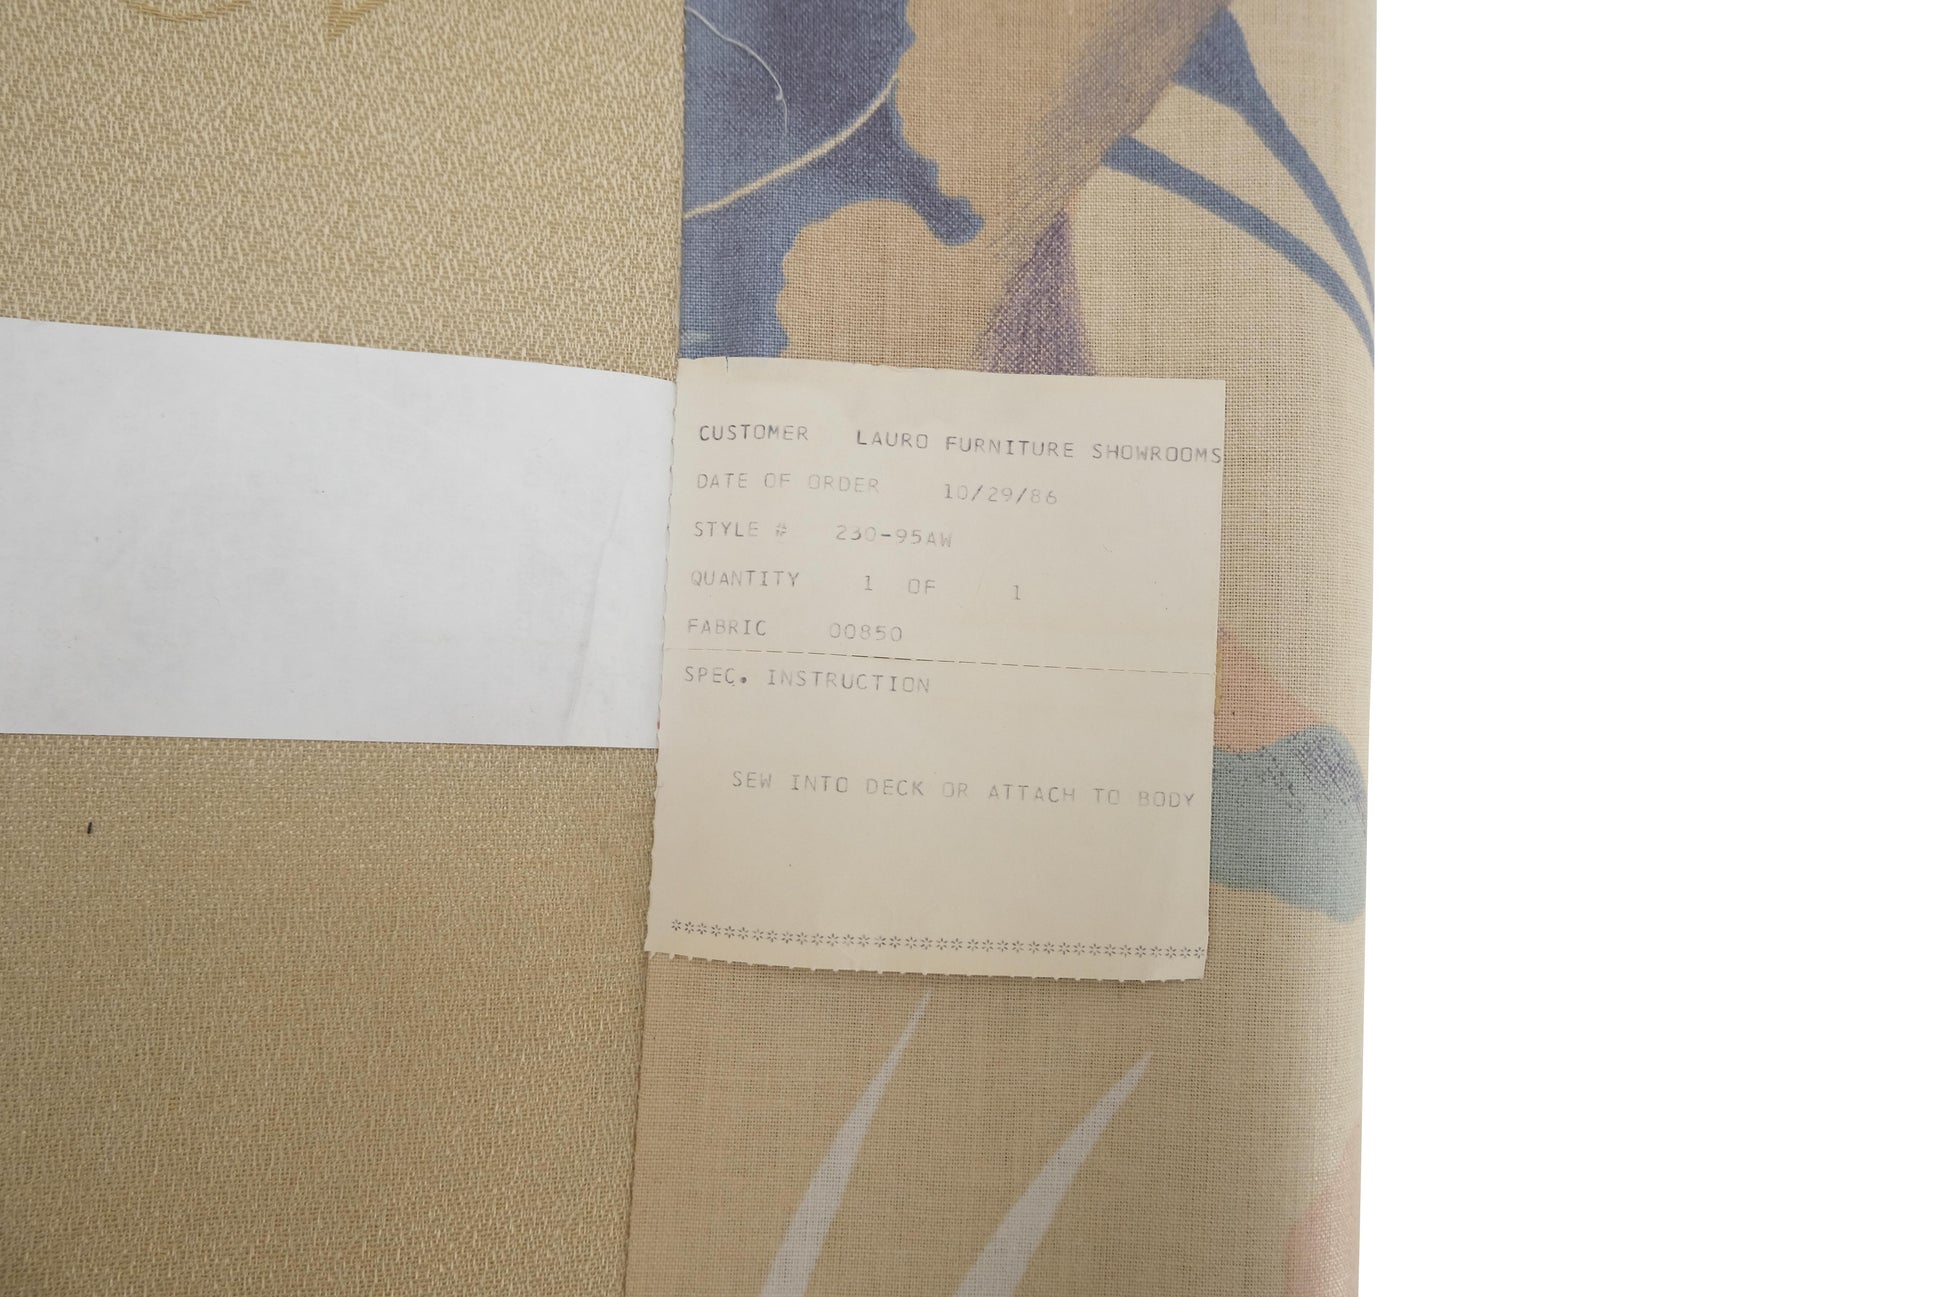 CUSTOMER LAURO FURNITURE SHOWROOMS
DATE OF ORDER 10/29/86
STYLE # 230-95AW
QUANTITY 1 OF 1
FABRIC 00850
SPEC. INSTRUCTION
SEW INTO DECK OR ATTACH TO BODY
*************************************